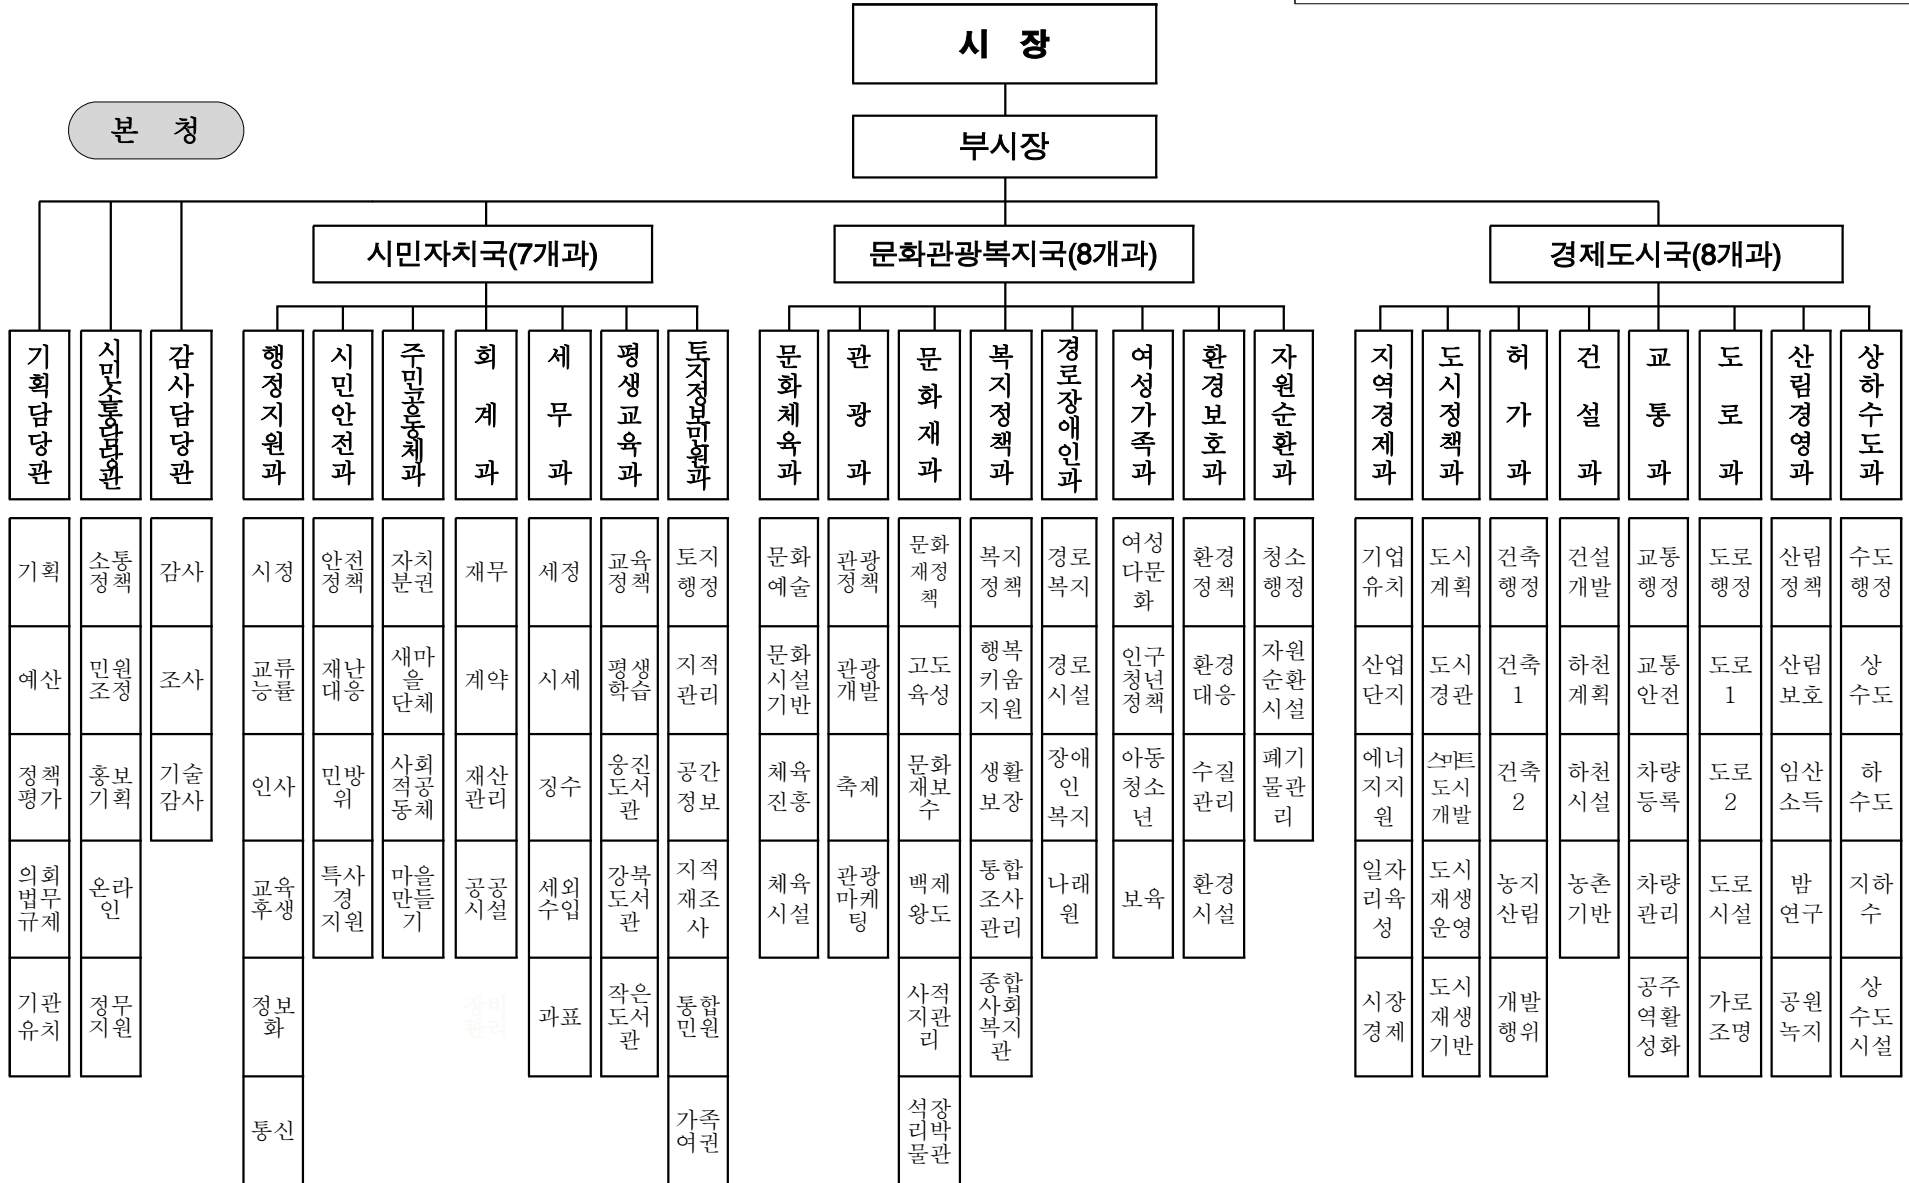 시 장
본 청
부시장
시민자치국(7개과)
문화관광복지국(8개과)
경제도시국(8개과)
기획담당관
시민소통담당관
감사담당관
행정지원과
시민안전과
주민공동체과
회계과
세무과
평생교육과
토지정보민원과
문화체육과
관광과
문화재과
복지정책과
경로장애인과
여성가족과
환경보호과
자원순환과
지역경제과
도시정책과
허가과
건설과
교통과
도로과
산림경영과
상하수도과
기획
예산
정책
평가
의회
법무
규제
기관
유치
소통
정책
민원
조정
홍보
기획
온라
인
정무
지원
감사
조사
기술
감사
시정
교류
능률
인사
교육
후생
정보
화
통신
안전
정책
재난
대응
민방
위
특사
경
지원
자치
분권
새마
을
단체
사회
적공
동체
마을
만들
기
재무
계약
재산
관리
공공
시설
장비
관리
세정
시세
징수
세외
수입
과표
교육
정책
평생
학습
웅진
도서
관
강북
도서
관
작은
도서
관
토지
행정
지적
관리
공간
정보
지적
재조
사
통합
민원
가족
여권
문화
예술
문화
시설
기반
체육
진흥
체육
시설
관광
정책
관광
개발
축제
관광
마케
팅
문화
재정
책
고도
육성
문화
재보
수
백제
왕도
사적
지관
리
석장
리박
물관
복지
정책
행복
키움
지원
생활
보장
통합
조사
관리
종합
사회
복지
관
경로
복지
경로
시설
장애
인
복지
나래
원
여성
다문
화
인구
청년
정책
아동
청소
년
보육
환경
정책
환경
대응
수질
관리
환경
시설
청소
행정
자원
순환
시설
폐기
물관
리
기업
유치
산업
단지
에너
지지
원
일자
리육
성
시장
경제
도시
계획
도시
경관
스마트
도시
개발
도시
재생
운영
도시
재생
기반
건축
행정
건축
1
건축
2
농지
산림
개발
행위
건설
개발
하천
계획
하천
시설
농촌
기반
교통
행정
교통
안전
차량
등록
차량
관리
공주
역활
성화
도로
행정
도로
1
도로
2
도로
시설
가로
조명
산림
정책
산림
보호
임산
소득
밤
연구
공원
녹지
수도
행정
상
수도
하
수도
지하
수
상
수도
시설